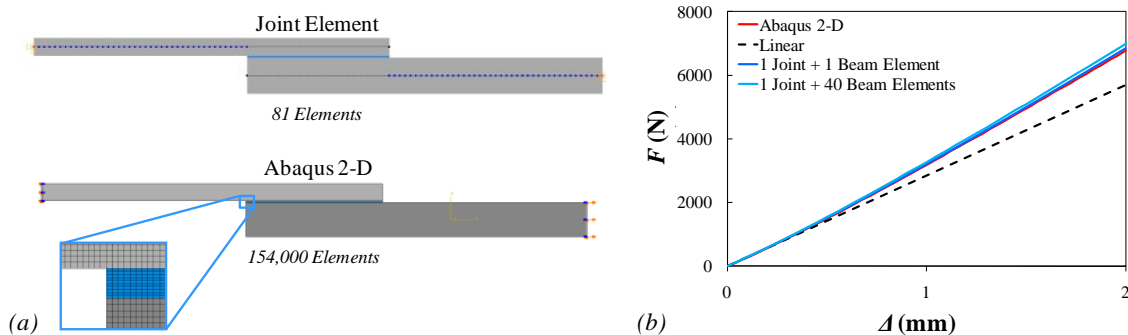 Joint Element
81 Elements
Abaqus 2-D
154,000 Elements
(a)
8000
6000
4000
2000
0
F (N)
Abaqus 2-D
Linear
1 Joint + 1 Beam Element
1 Joint + 40 Beam Elements
0
1
2
Δ (mm)
(b)